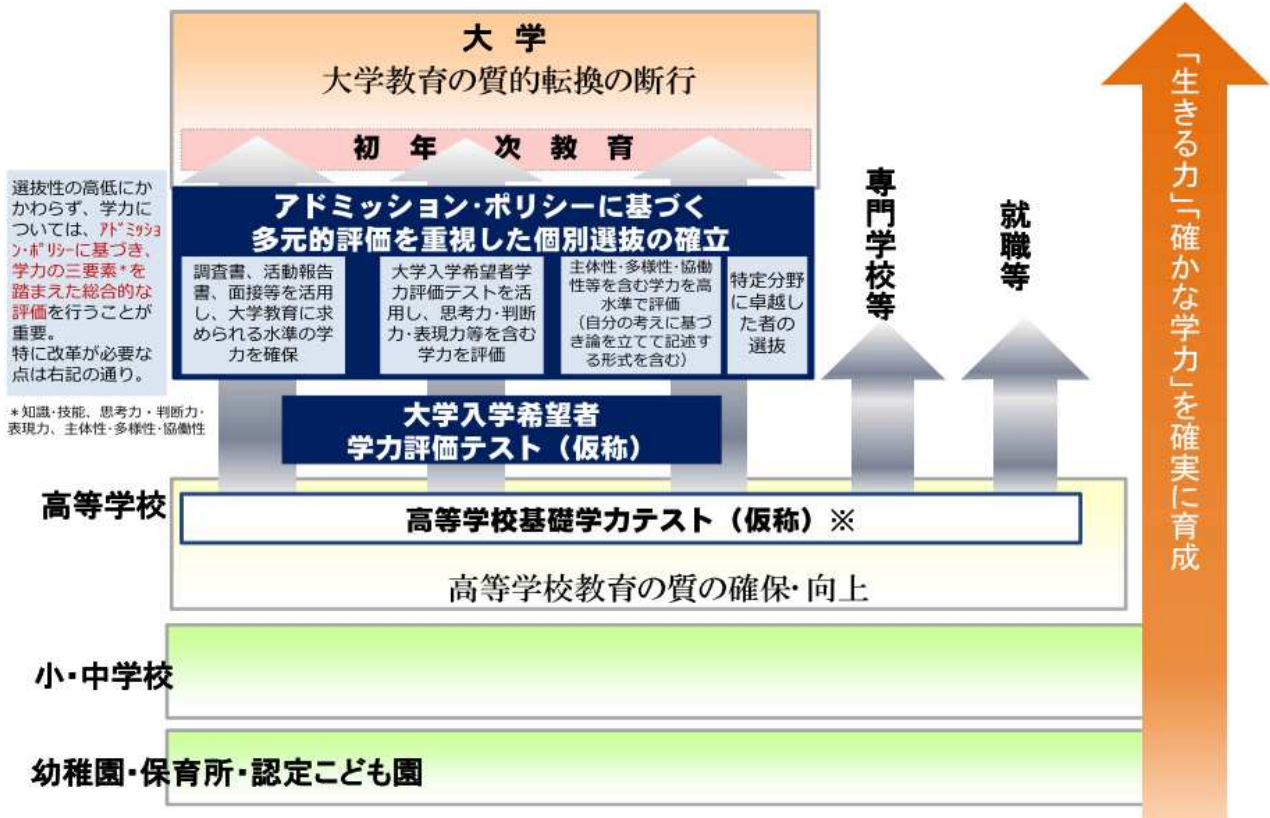 大 学
大学教育の質的転換の断行
初 年 次 教 育
選抜性の高低にか
かわらず、学力に
ついては、ｱﾄﾞﾐｯｼｮ
ﾝ･ﾎﾟﾘｼｰに基づき、
学力の三要素*を
踏まえた総合的な
評価を行うことが
重要。
特に改革が必要な
点は右記の通り。
*知識･技能、思考力・判断力･
表現力、主体性･多様性･協働性
アドミッション･ポリシーに基づく
多元的評価を重視した個別選抜の確立
調査書、活動報告
書、面接等を活用
し、大学教育に求
められる水準の学
力を確保
大学入学希望者学
力評価テストを活
用し、思考力･判断
力･表現力等を含む
学力を評価
主体性･多様性･協働
性等を含む学力を高
水準で評価
（自分の考えに基づ
き論を立てて記述す
る形式を含む）
特定分野
に卓越し
た者の
選抜
専門学校等
就職等
大学入学希望者
学力評価テスト（仮称）
高等学校
高等学校基礎学力テスト（仮称）※
高等学校教育の質の確保･向上
小･中学校
幼稚園･保育所･認定こども園
「生きる力」「確かな学力」を確実に育成